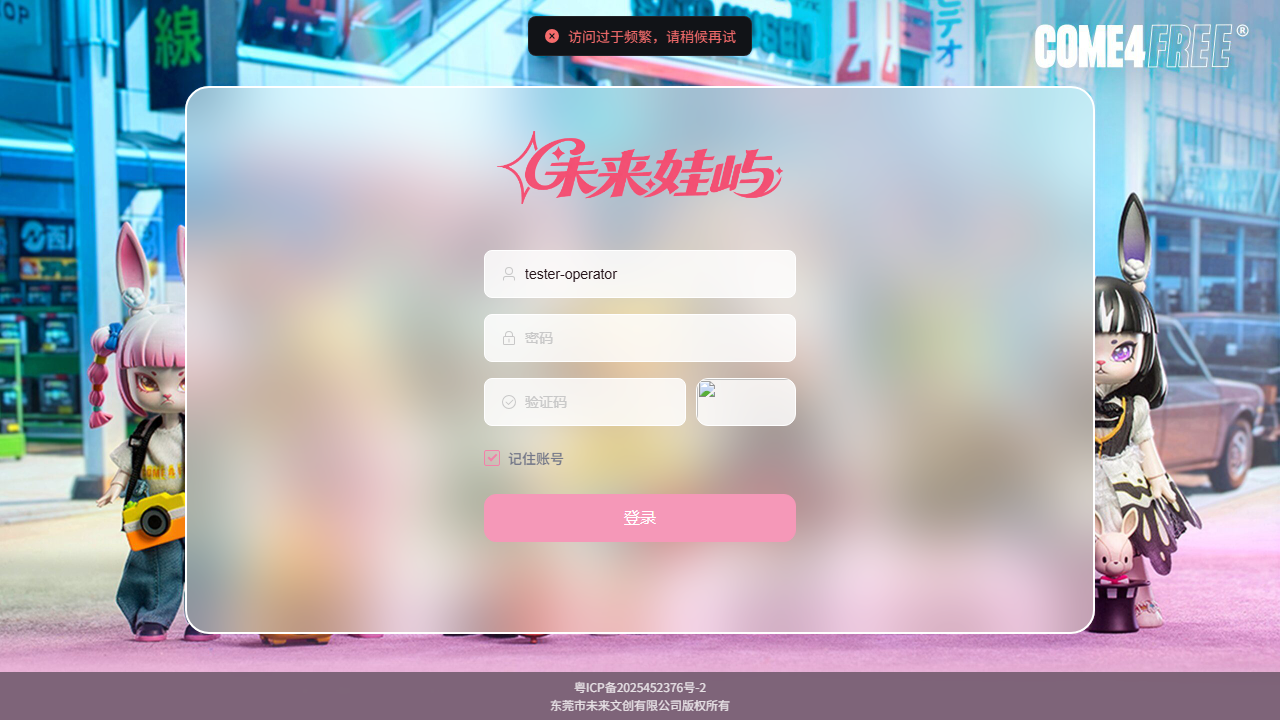 SHOP
線
访问过于频繁，请稍候再试
COME4FREE®
未来娃屿
tester-operator
密码
验证码
记住账号
登录
粤ICP备2025452376号-2
东莞市未来文创有限公司版权所有